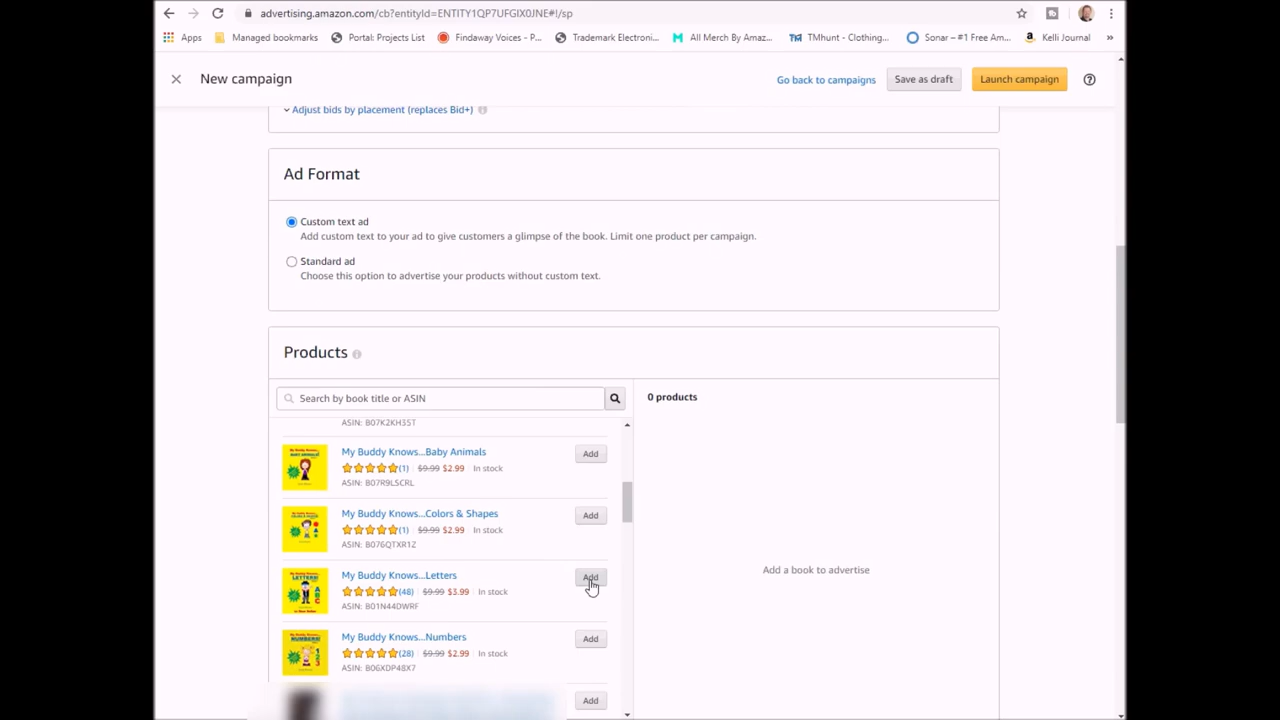 advertising.amazon.com/cb?entityId=ENTITY1QP7UFGIX0JNE#!/sp
Apps Managed bookmarks Portal: Projects List Findaway Voices - P... Trademark Electroni... All Merch By Amaz... TMhunt - Clothing,... Sonar – #1 Free Am... Kelli Journal »
New campaign Go back to campaigns Save as draft Launch campaign
Adjust bids by placement (replaces Bid+)
Ad Format
Custom text ad
Add custom text to your ad to give customers a glimpse of the book. Limit one product per campaign.
Standard ad
Choose this option to advertise your products without custom text.
Products
Search by book title or ASIN
0 products
ASIN: B07K2KH35T
My Buddy Knows...Baby Animals Add
(1) $9.99 $2.99 In stock
ASIN: B07R9LSCRL
My Buddy Knows...Colors & Shapes Add
(1) $9.99 $2.99 In stock
ASIN: B076QTXR1Z
Add a book to advertise
My Buddy Knows...Letters Add
(48) $9.99 $3.99 In stock
ASIN: B01N44DWRF
My Buddy Knows...Numbers Add
(28) $9.99 $2.99 In stock
ASIN: B06XDP48X7
Add